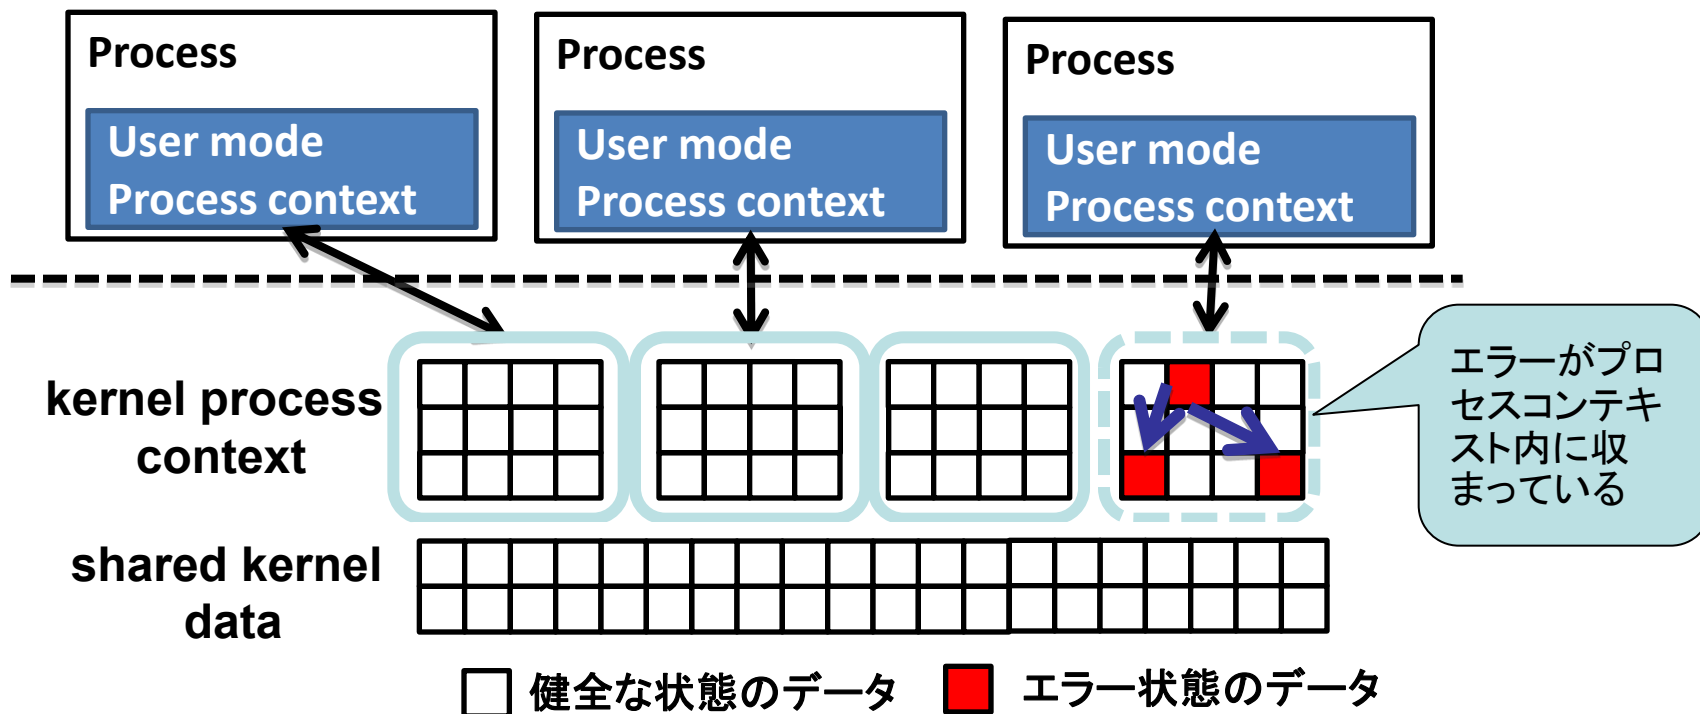 Process
User mode
Process context
Process
User mode
Process context
Process
User mode
Process context
kernel process
context
エラーがプロ
セスコンテキ
スト内に収
まっている
shared kernel
data
健全な状態のデータ
エラー状態のデータ